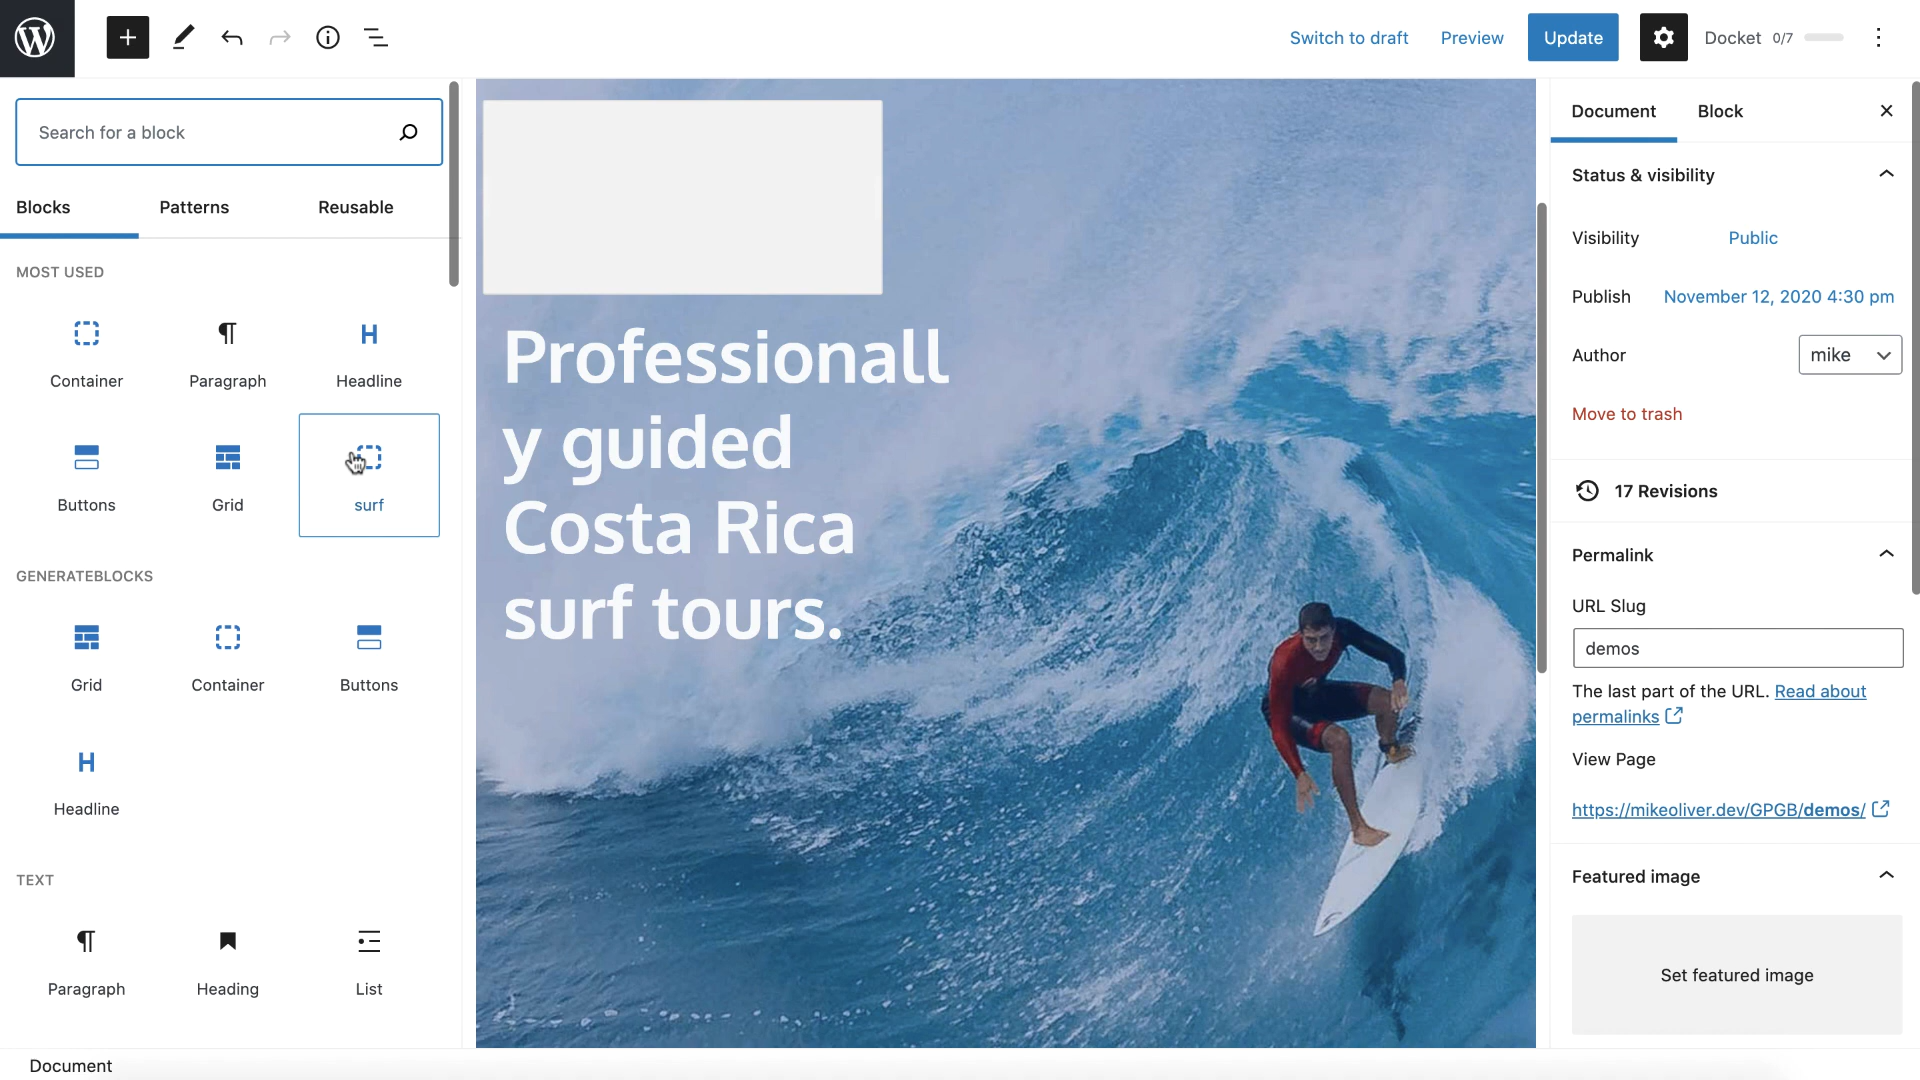 Switch to draft
Preview
Update
Docket 0/7
Search for a block
Blocks
Patterns
Reusable
MOST USED
Container
Paragraph
Headline
Buttons
Grid
surf
GENERATEBLOCKS
Grid
Container
Buttons
Headline
TEXT
Paragraph
Heading
List
Professionall
y guided
Costa Rica
surf tours.
Document
Block
Status & visibility
Visibility Public
Publish November 12, 2020 4:30 pm
Author mike
Move to trash
17 Revisions
Permalink
URL Slug
demos
The last part of the URL. Read about
permalinks
View Page
https://mikeoliver.dev/GPGB/demos/
Featured image
Set featured image
Document